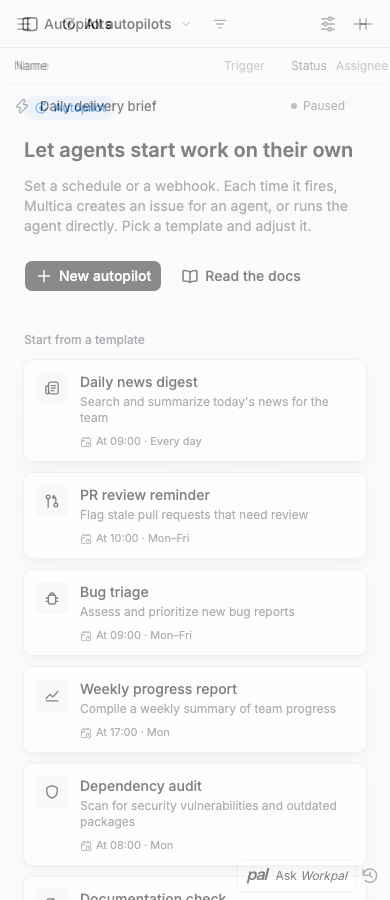 Autopilots
All autopilots
Name
Trigger
Status
Assignee
Autopilot
Daily delivery brief
Paused
Let agents start work on their own
Set a schedule or a webhook. Each time it fires,
Multica creates an issue for an agent, or runs the
agent directly. Pick a template and adjust it.
New autopilot
Read the docs
Start from a template
Daily news digest
Search and summarize today's news for the
team
At 09:00 · Every day
PR review reminder
Flag stale pull requests that need review
At 10:00 · Mon–Fri
Bug triage
Assess and prioritize new bug reports
At 09:00 · Mon–Fri
Weekly progress report
Compile a weekly summary of team progress
At 17:00 · Mon
Dependency audit
Scan for security vulnerabilities and outdated
packages
At 08:00 · Mon
pal Ask Workpal
Documentation check